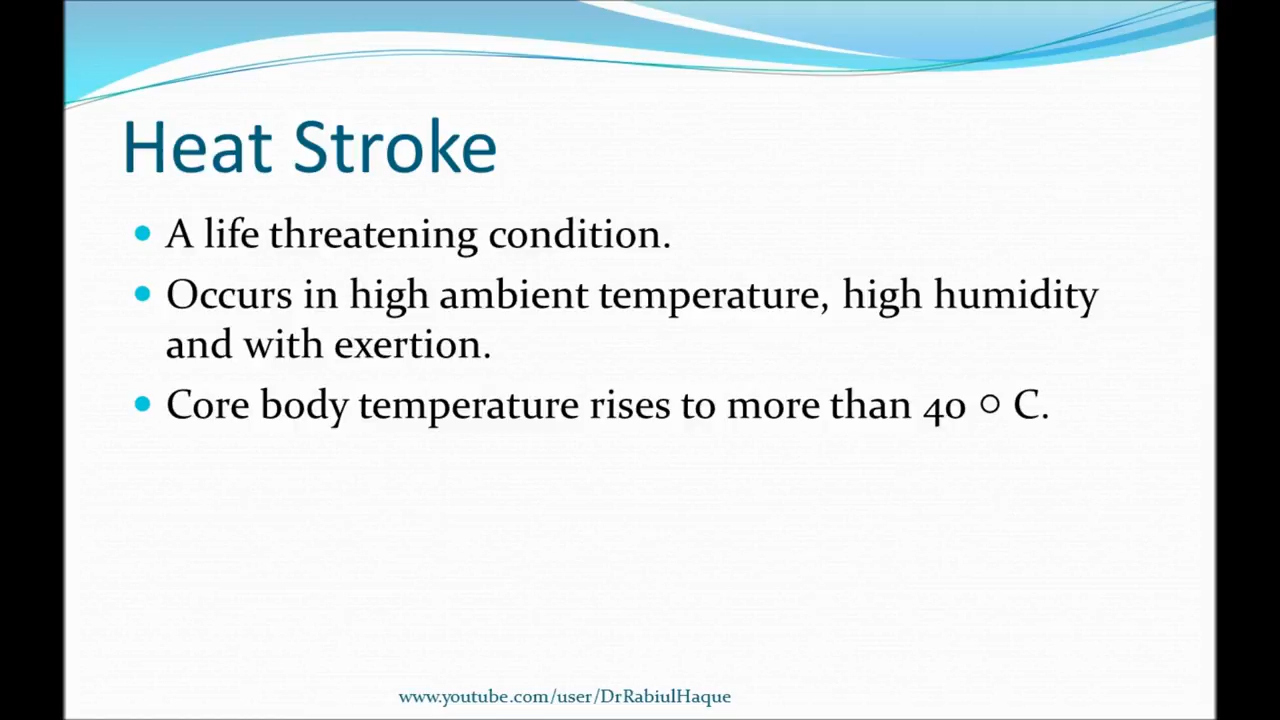 Heat Stroke
A life threatening condition.
Occurs in high ambient temperature, high humidity
and with exertion.
Core body temperature rises to more than 40 ○ C.
www.youtube.com/user/DrRabiulHaque